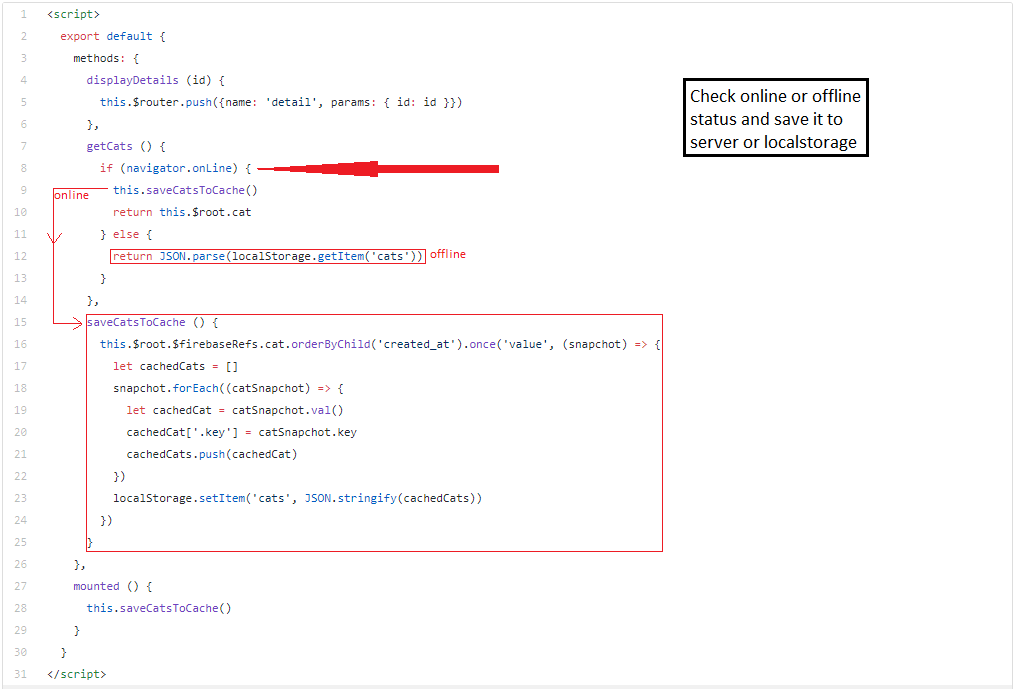 1 <script>
2 export default {
3 methods: {
4 displayDetails (id) {
5 this.$router.push({name: 'detail', params: { id: id }})
6 },
7 getCats () {
8 if (navigator.onLine) {
9 this.saveCatsToCache()
online
10 return this.$root.cat
11 } else {
12 return JSON.parse(localStorage.getItem('cats')) offline
13 }
14 },
15 saveCatsToCache () {
16 this.$root.$firebaseRefs.cat.orderByChild('created_at').once('value', (snapchot) => {
17 let cachedCats = []
18 snapchot.forEach((catSnapchot) => {
19 let cachedCat = catSnapchot.val()
20 cachedCat['.key'] = catSnapchot.key
21 cachedCats.push(cachedCat)
22 })
23 localStorage.setItem('cats', JSON.stringify(cachedCats))
24 })
25 }
26 },
27 mounted () {
28 this.saveCatsToCache()
29 }
30 }
31 </script>
Check online or offline
status and save it to
server or localstorage